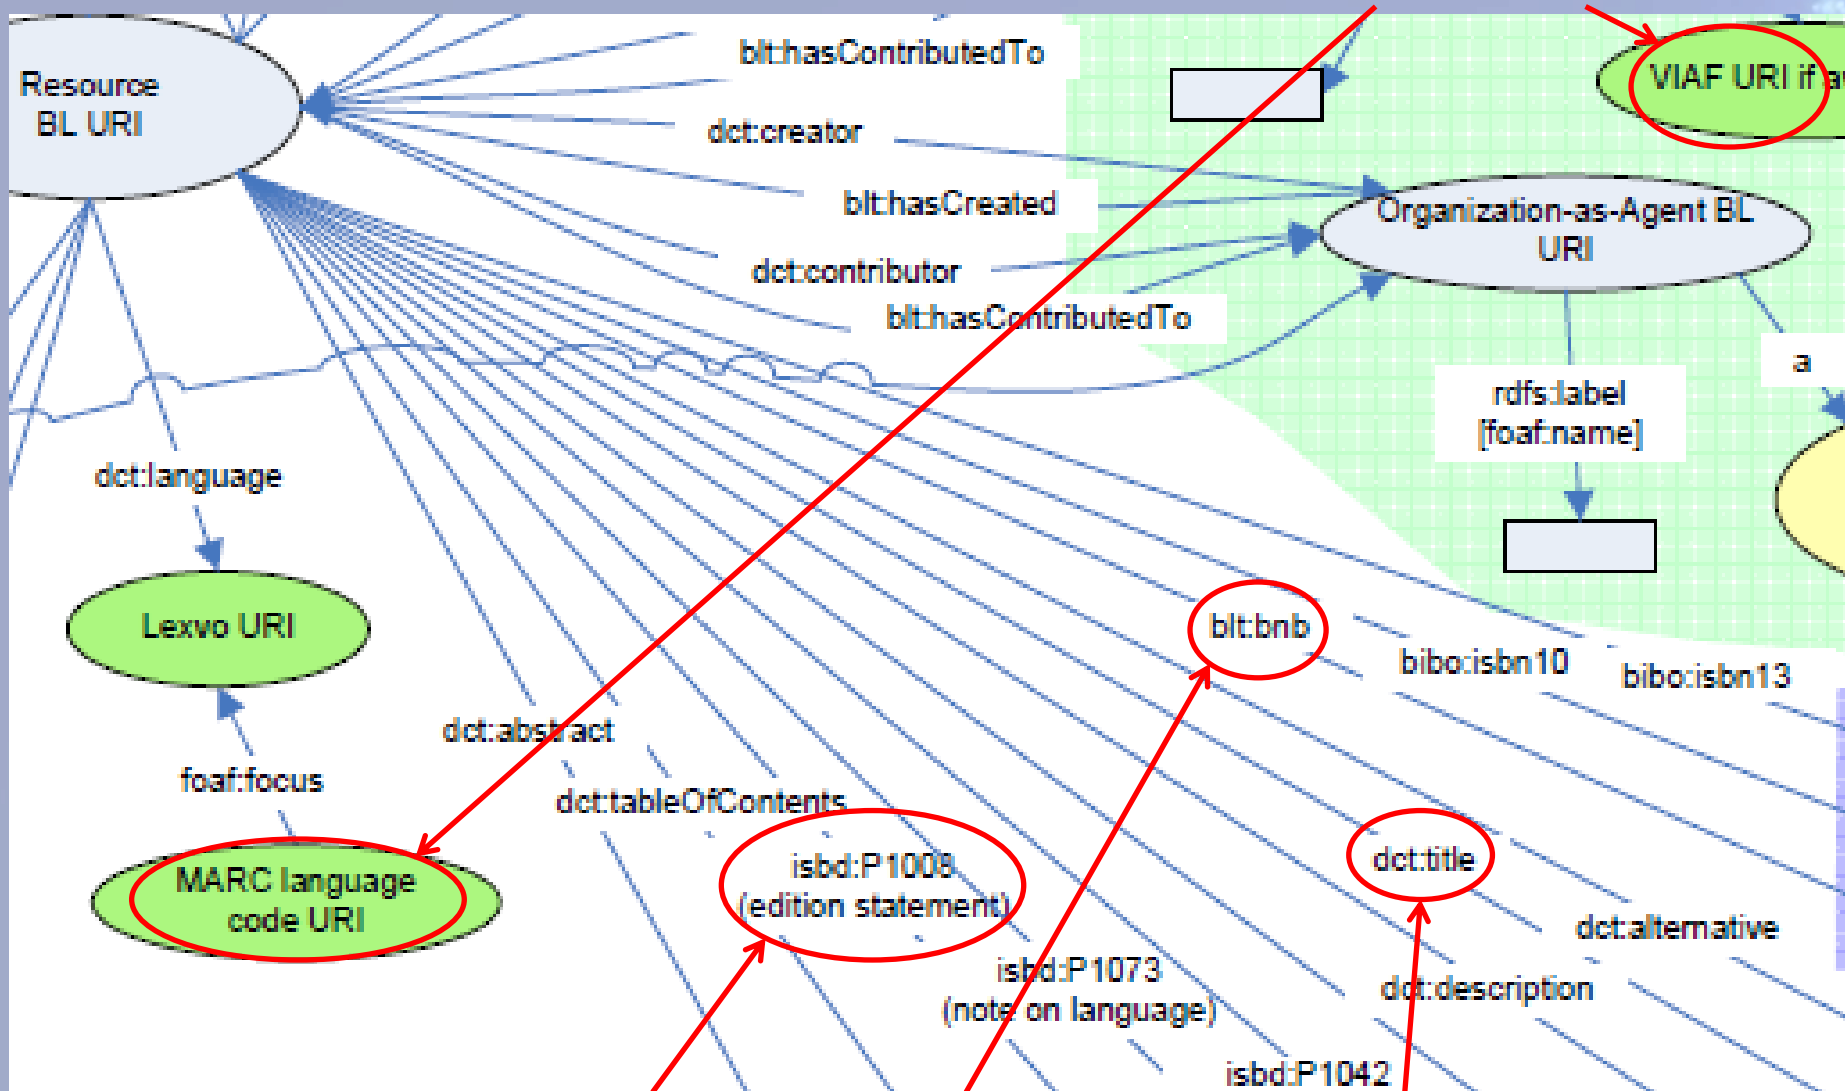 blt:hasContributedTo
Resource
BL URI
VIAF URI if
dct:creator
blt:hasCreated
Organization-as-Agent BL
URI
dct:contributor
blt:hasContributedTo
a
rdfs:label
[foaf:name]
dct:language
Lexvo URI
blt:bnb
bibo:isbn10
bibo:isbn13
dct:abstract
foaf:focus
dct:tableOfContents
isbd:P1008
(edition statement)
dct:title
MARC language
code URI
dct:alternative
isbd:P1073
(note on language)
dct:description
isbd:P1042